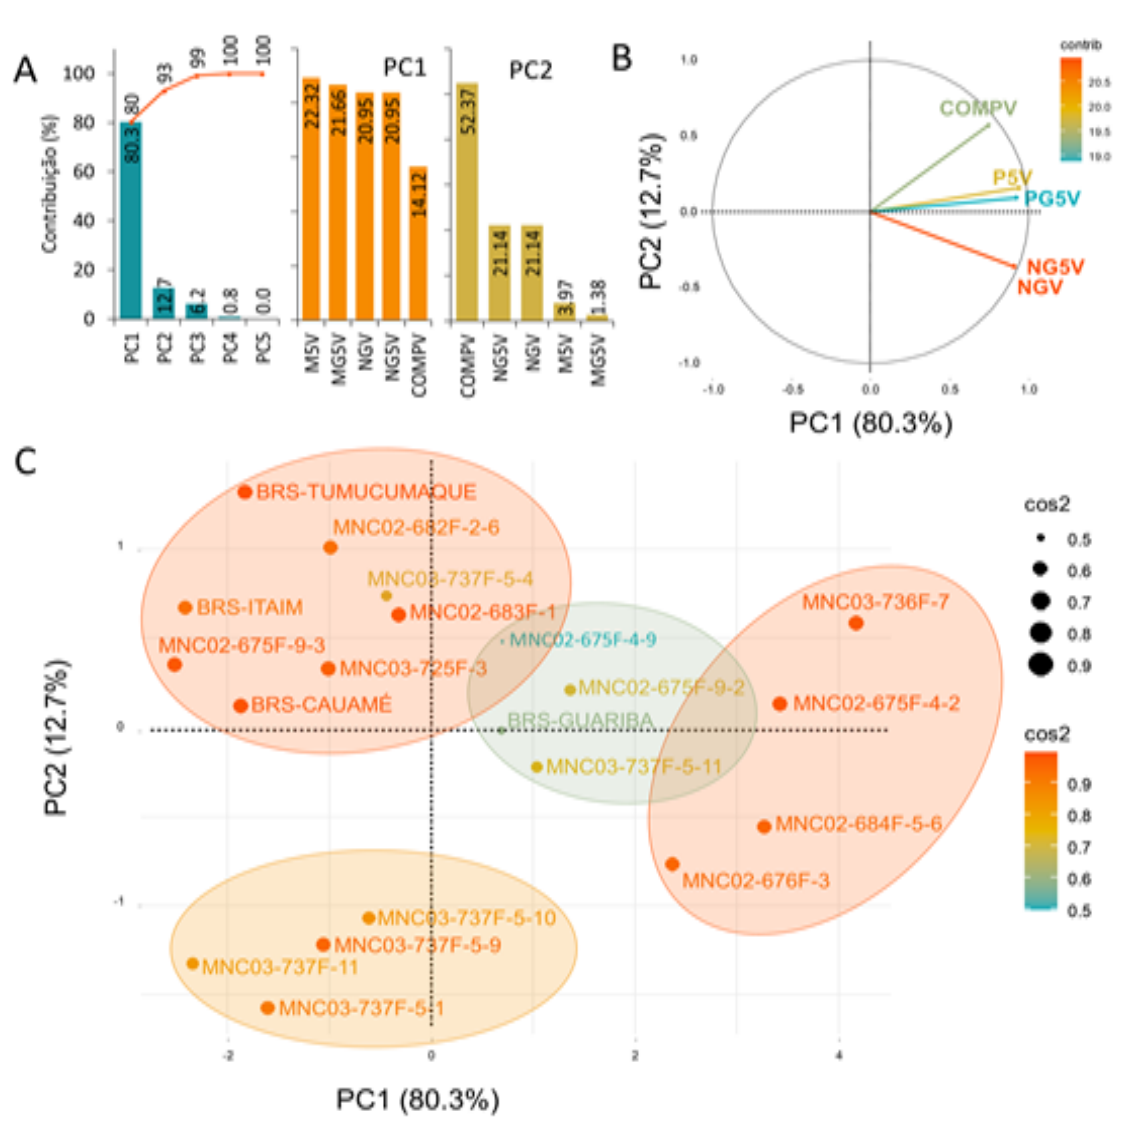 A
Contribuição (%)
100
80
60
40
20
0
80
93
99
100
100
80.3
12.7
6.2
0.8
0.0
PC1
PC2
PC3
PC4
PC5
PC1
22.32
21.66
20.95
20.95
14.12
M5V
MG5V
NGV
NG5V
COMPV
PC2
52.37
21.14
21.14
3.97
1.38
COMPV
NG5V
NGV
M5V
MG5V
B
PC2 (12.7%)
1.0
0.5
0.0
-0.5
-1.0
COMPV
P5V
PG5V
NG5V
NGV
-1.0
-0.5
0.0
0.5
1.0
PC1 (80.3%)
contrib
20.5
20.0
19.5
19.0
C
PC2 (12.7%)
1
0
-1
BRS-TUMUCUMAQUE
MNC02-682F-2-6
MNC03-737F-5-4
BRS-ITAIM
MNC02-683F-1
MNC02-675F-9-3
MNC03-725F-3
BRS-CAUAMÉ
MNC02-675F-4-9
MNC02-675F-9-2
BRS-GUARIBA
MNC03-737F-5-11
MNC03-736F-7
MNC02-675F-4-2
MNC02-684F-5-6
MNC02-676F-3
MNC03-737F-5-10
MNC03-737F-5-9
MNC03-737F-11
MNC03-737F-5-1
-2
0
2
4
PC1 (80.3%)
cos2
0.5
0.6
0.7
0.8
0.9
cos2
0.9
0.8
0.7
0.6
0.5